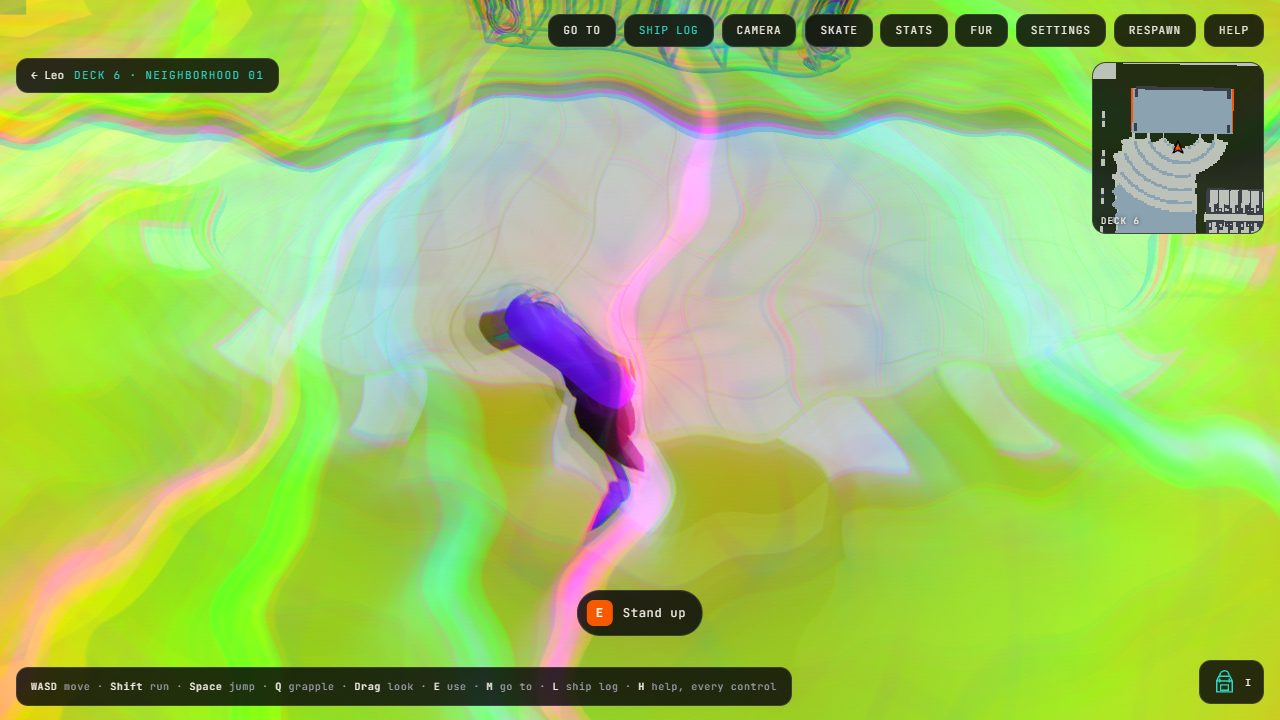 GO TO
SHIP LOG
CAMERA
SKATE
STATS
FUR
SETTINGS
RESPAWN
HELP
← Leo DECK 6 · NEIGHBORHOOD 01
DECK 6
E Stand up
WASD move · Shift run · Space jump · Q grapple · Drag look · E use · M go to · L ship log · H help, every control
I